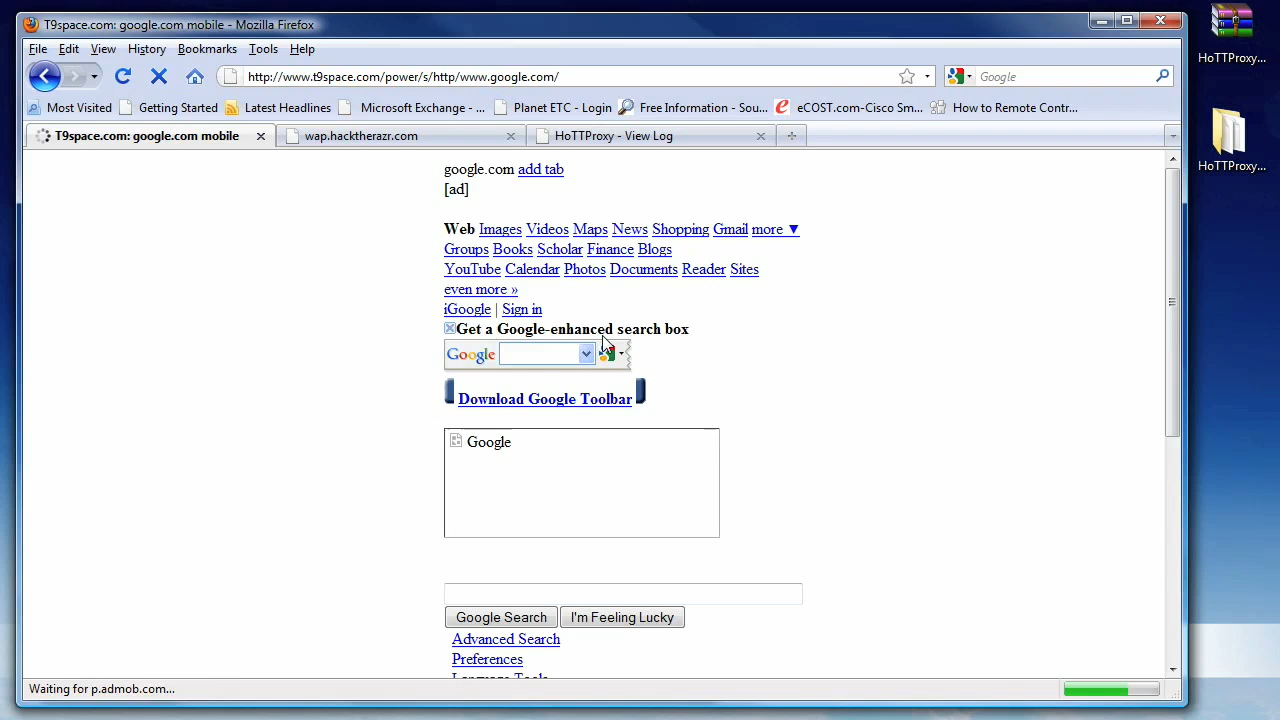 T9space.com: google.com mobile - Mozilla Firefox
File Edit View History Bookmarks Tools Help
http://www.t9space.com/power/s/http/www.google.com/
Google
Most Visited Getting Started Latest Headlines Microsoft Exchange -... Planet ETC - Login Free Information - Sou... eCOST.com-Cisco Sm... How to Remote Contr...
T9space.com: google.com mobile wap.hacktherazr.com HoTTProxy - View Log
google.com add tab
[ad]
Web Images Videos Maps News Shopping Gmail more ▼
Groups Books Scholar Finance Blogs
YouTube Calendar Photos Documents Reader Sites
even more »
iGoogle | Sign in
Get a Google-enhanced search box
Google
Download Google Toolbar
Google
Google Search I'm Feeling Lucky
Advanced Search
Preferences
Language Tools
Waiting for p.admob.com...
HoTTProxy...
HoTTProxy...